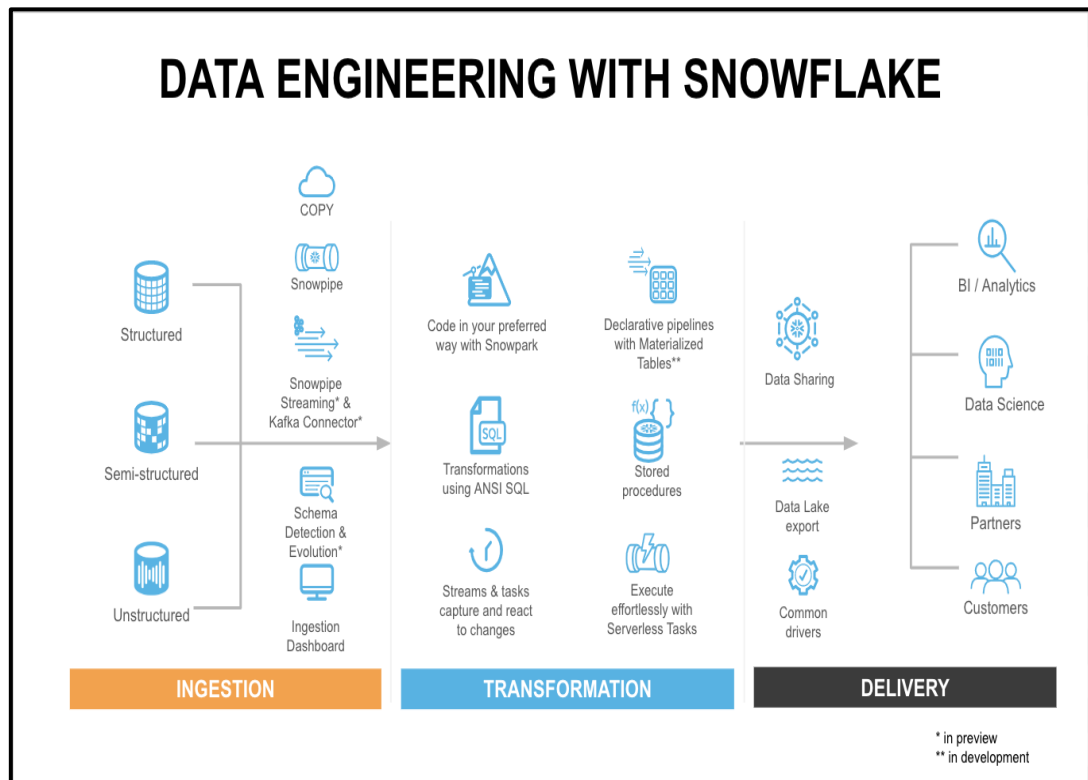 DATA ENGINEERING WITH SNOWFLAKE
Structured
Semi-structured
Unstructured
COPY
Snowpipe
Snowpipe
Streaming* &
Kafka Connector*
Schema
Detection &
Evolution*
Ingestion
Dashboard
INGESTION
Code in your preferred
way with Snowpark
Declarative pipelines
with Materialized
Tables**
SQL
Transformations
using ANSI SQL
f(x) { }
Stored
procedures
Streams & tasks
capture and react
to changes
Execute
effortlessly with
Serverless Tasks
TRANSFORMATION
Data Sharing
Data Lake
export
Common
drivers
BI / Analytics
Data Science
Partners
Customers
DELIVERY
* in preview
** in development